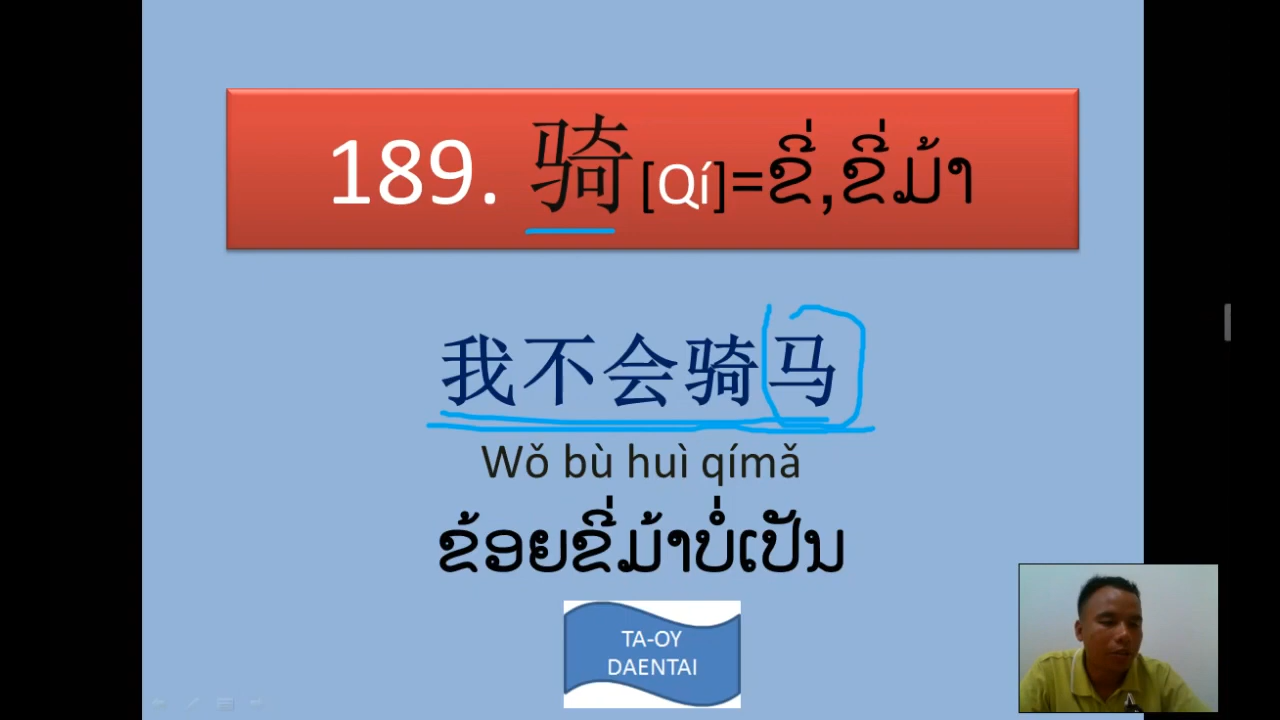 189. 骑[Qí]=ຂີ່,ຂີ່ມ້າ
我不会骑马
Wǒ bù huì qímǎ
ຂ້ອຍຂີ່ມ້າບໍ່ເປັນ
TA-OY
DAENTAI